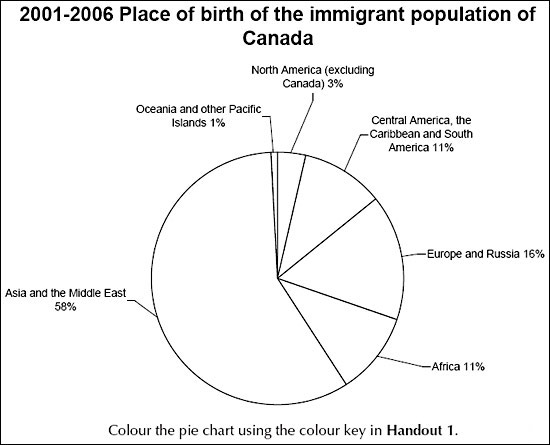 2001-2006 Place of birth of the immigrant population of
Canada
North America (excluding
Canada) 3%
Oceania and other Pacific
Islands 1%
Central America, the
Caribbean and South
America 11%
Europe and Russia 16%
Asia and the Middle East
58%
Africa 11%
Colour the pie chart using the colour key in Handout 1.